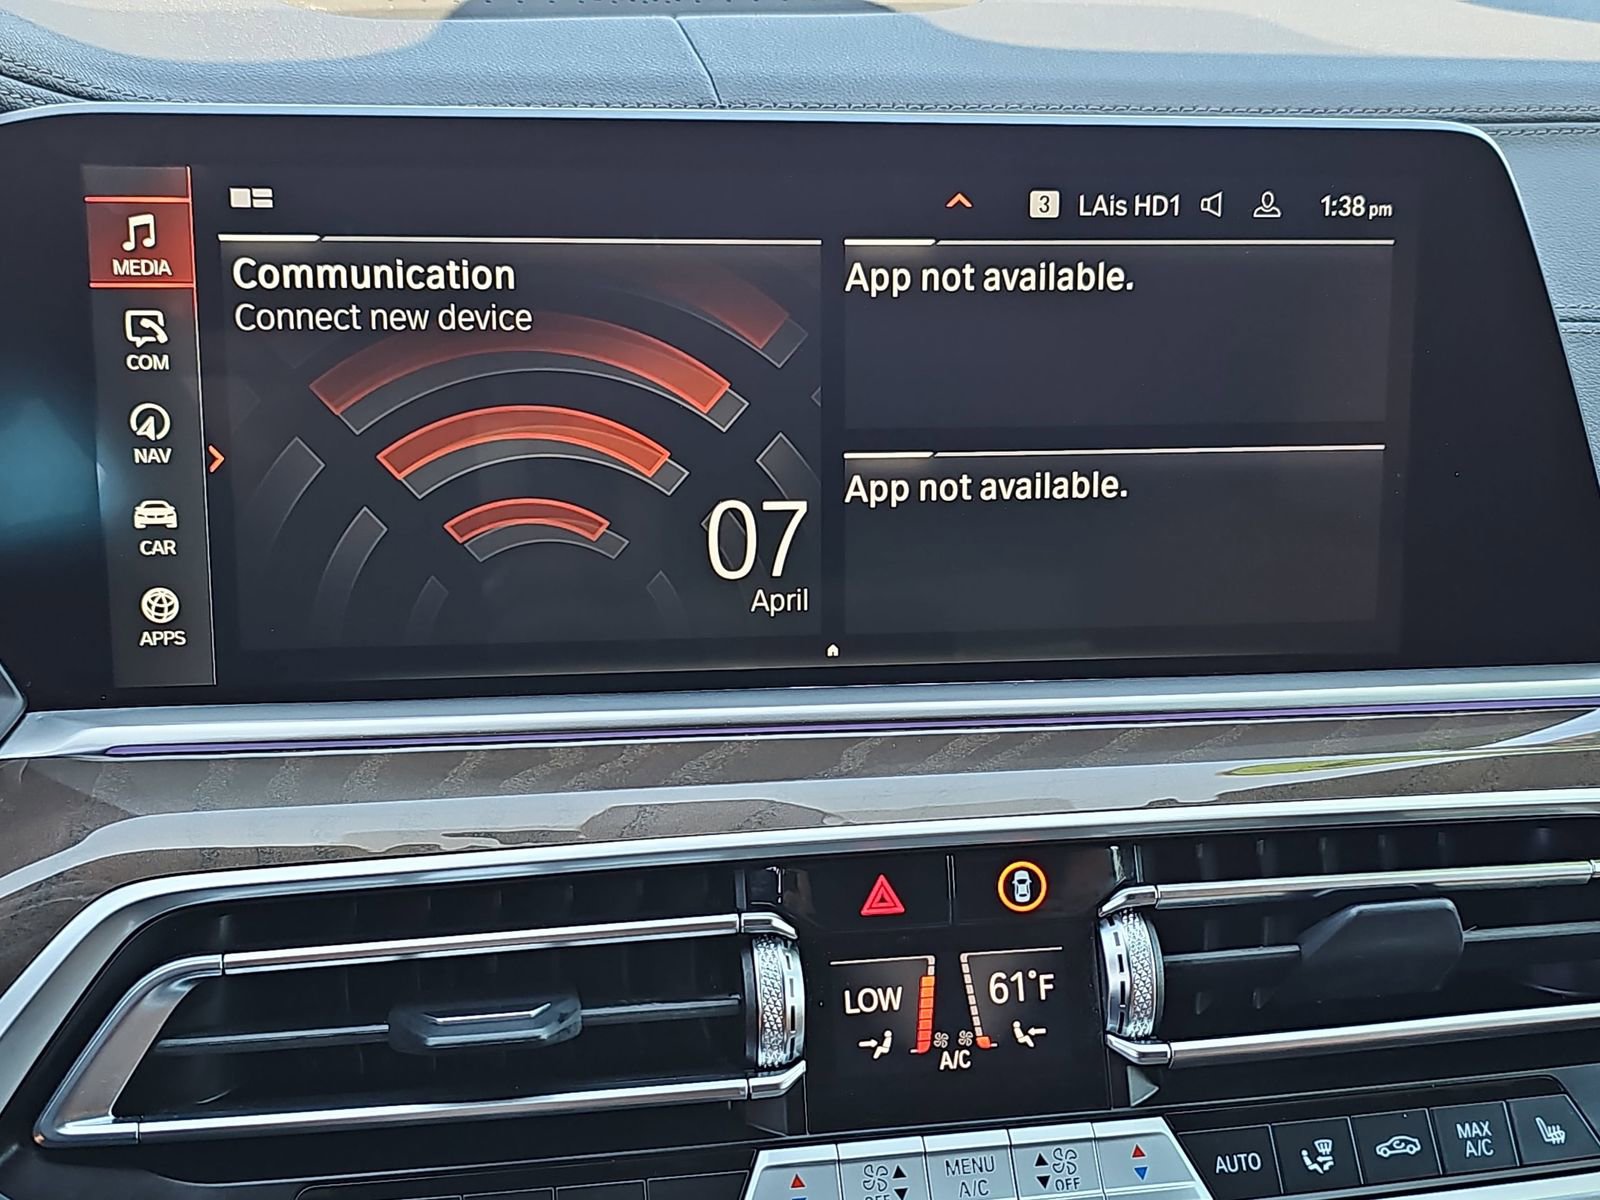 3 LAis HD1 1:38 pm
MEDIA
COM
NAV
CAR
APPS
Communication
Connect new device
07
April
App not available.
App not available.
LOW
61°F
A/C
MENU
A/C
OFF
OFF
AUTO
MAX
A/C